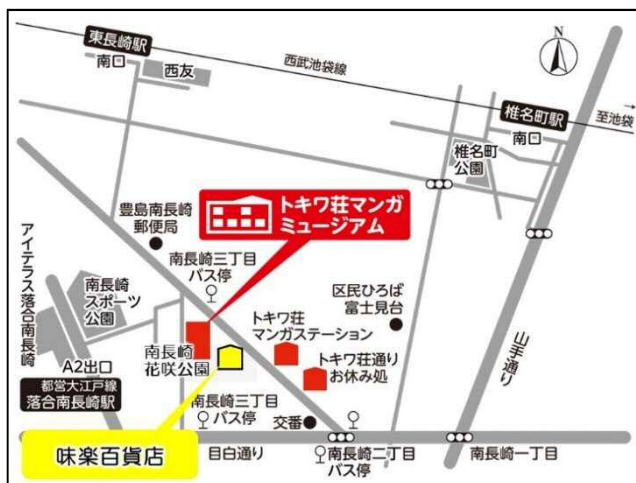 N
東長崎駅
南口
西友
西武池袋線
→
至池袋
椎名町駅
南口
椎名町
公園
トキワ荘マンガ
ミュージアム
豊島南長崎
郵便局
南長崎三丁目
バス停
アイテラス落合南長崎
南長崎
スポーツ
公園
区民ひろば
富士見台
トキワ荘
マンガステーション
山手通り
A2出口
都営大江戸線
落合南長崎駅
南長崎
花咲公園
トキワ荘通り
お休み処
南長崎三丁目
バス停
交番
味楽百貨店
目白通り
南長崎二丁目
バス停
南長崎一丁目